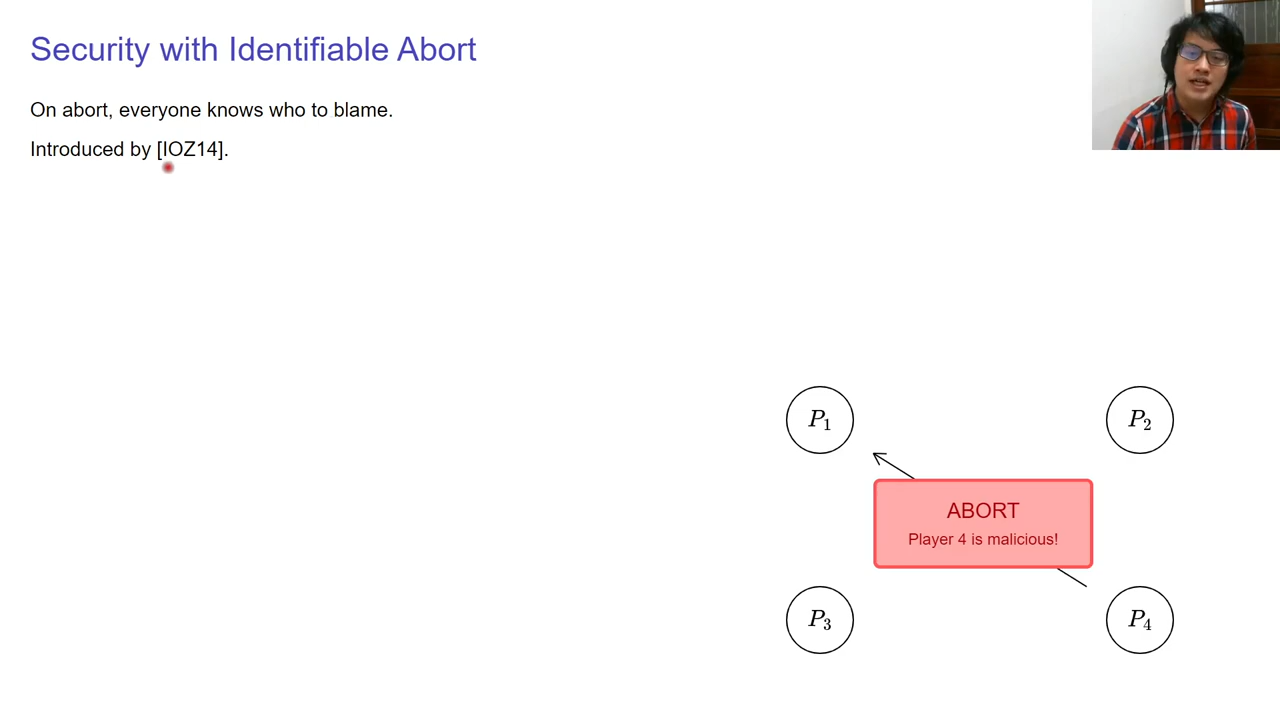 Security with Identifiable Abort
On abort, everyone knows who to blame.
Introduced by [IOZ14].
P1
P2
ABORT
Player 4 is malicious!
P3
P4